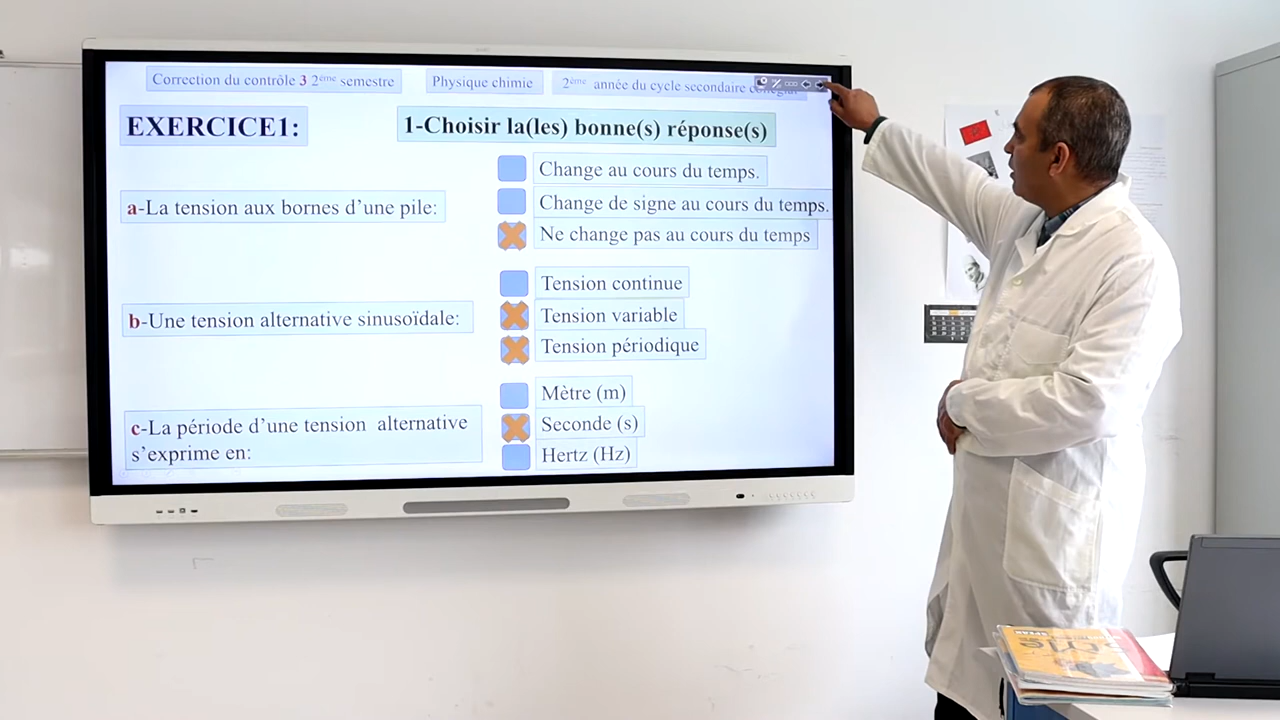 Correction du contrôle 3 2ème semestre
Physique chimie
2ème année du cycle secondaire collégial
EXERCICE1:
1-Choisir la(les) bonne(s) réponse(s)
a-La tension aux bornes d’une pile:
Change au cours du temps.
Change de signe au cours du temps.
Ne change pas au cours du temps
b-Une tension alternative sinusoïdale:
Tension continue
Tension variable
Tension périodique
c-La période d’une tension alternative
s’exprime en:
Mètre (m)
Seconde (s)
Hertz (Hz)